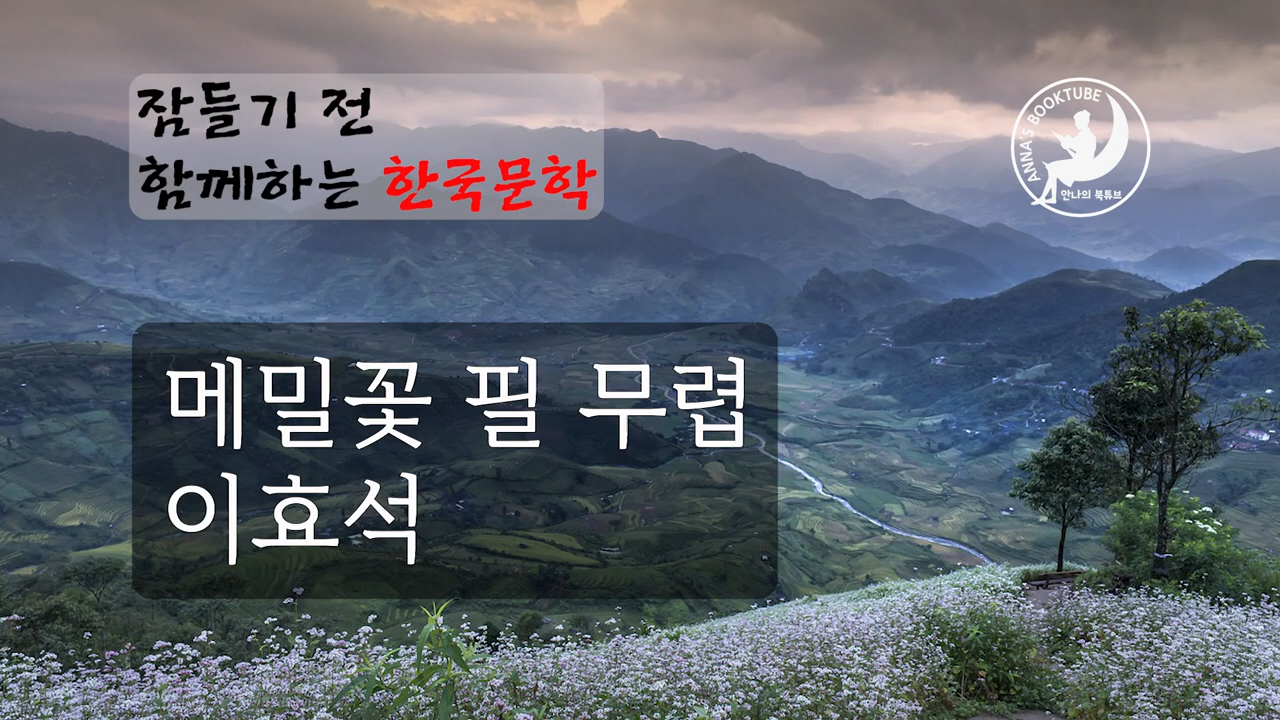 잠들기 전
함께하는 한국문학
ANNA'S BOOKTUBE
안나의 북튜브
메밀꽃 필 무렵
이효석